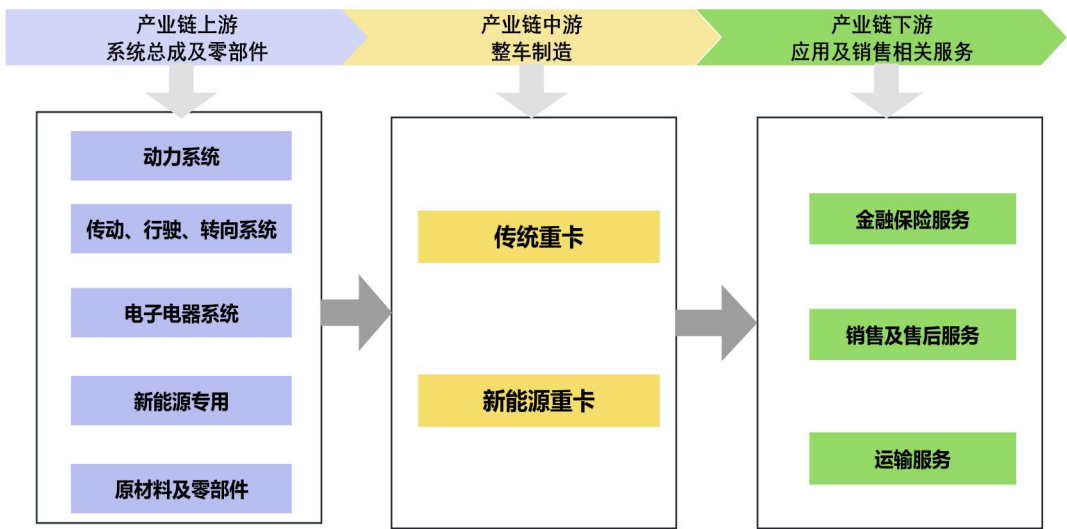 产业链上游
系统总成及零部件
产业链中游
整车制造
产业链下游
应用及销售相关服务
动力系统
传动、行驶、转向系统
电子电器系统
新能源专用
原材料及零部件
传统重卡
新能源重卡
金融保险服务
销售及售后服务
运输服务